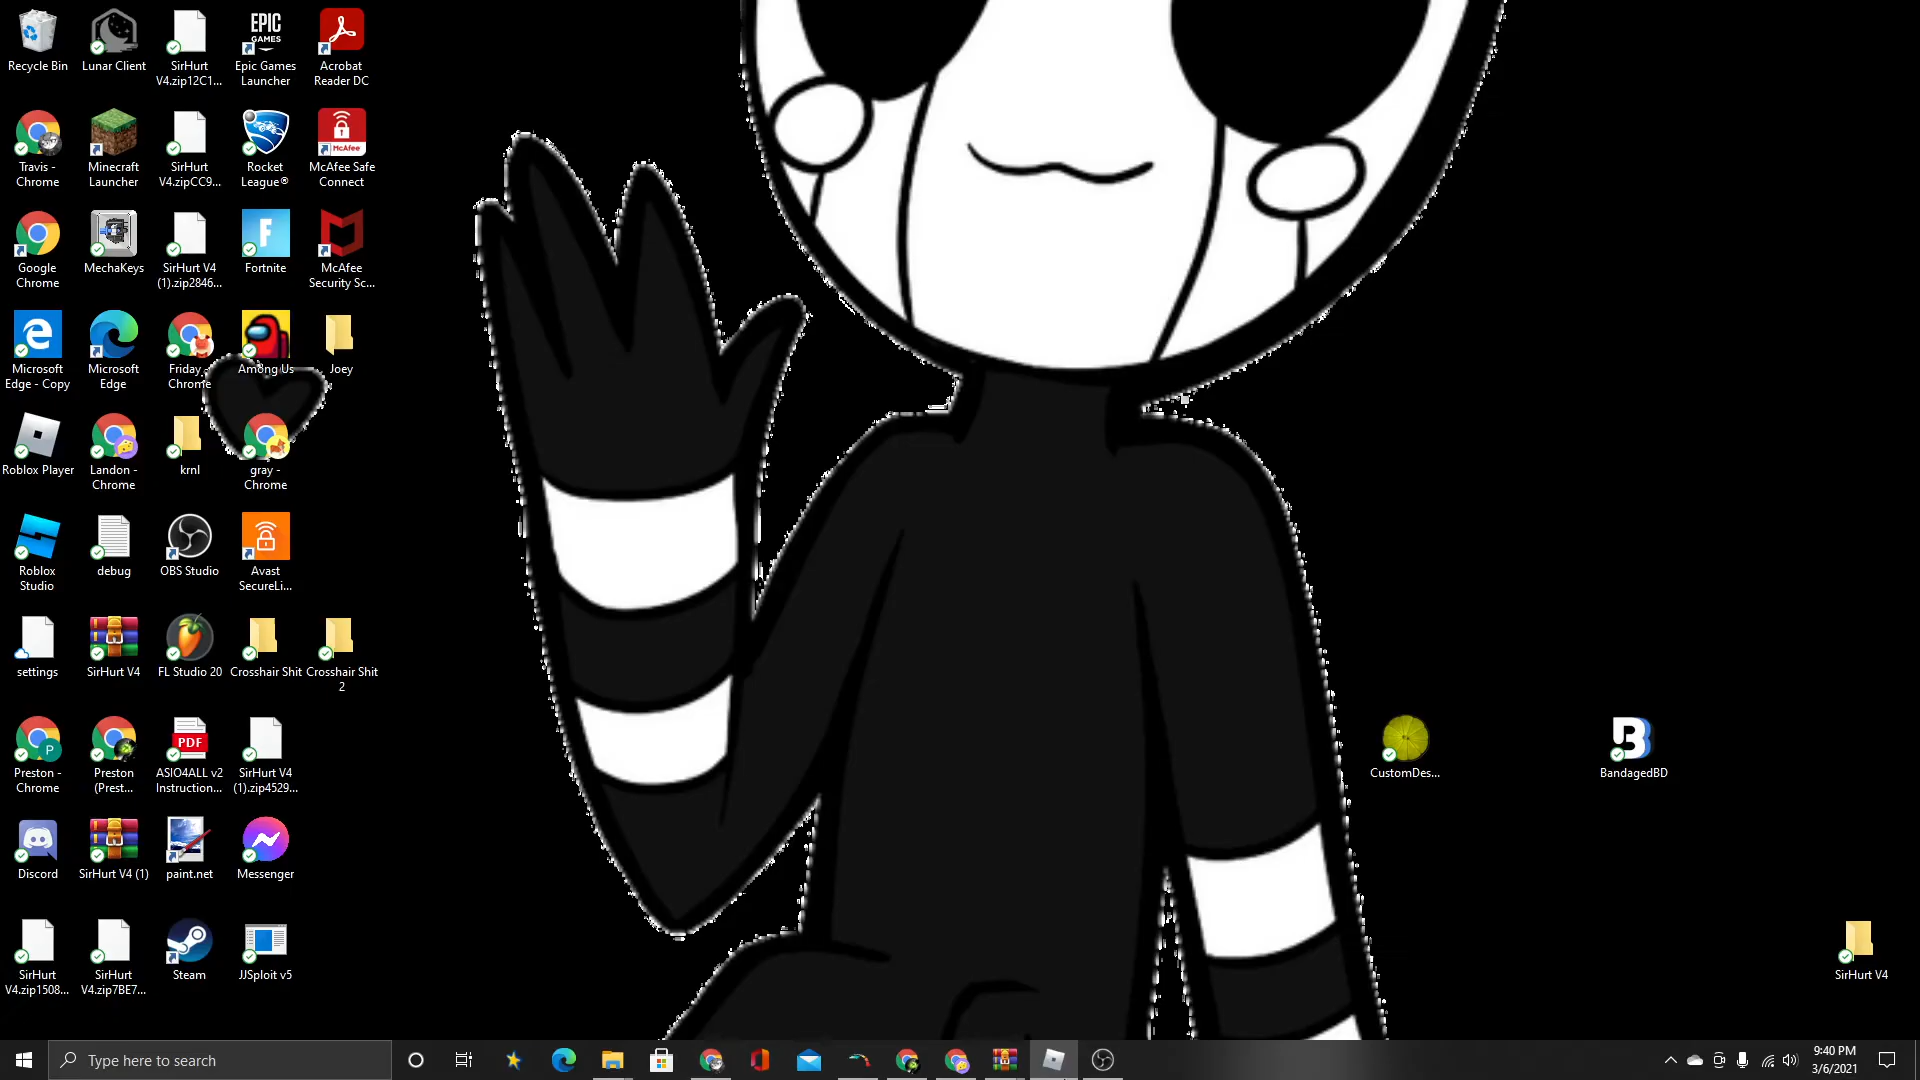 Recycle Bin
Lunar Client
SirHurt
V4.zip12C1...
EPIC
GAMES
Epic Games
Launcher
Acrobat
Reader DC
Travis -
Chrome
Minecraft
Launcher
SirHurt
V4.zipCC9...
Rocket
League®
McAfee
McAfee Safe
Connect
Google
Chrome
MechaKeys
SirHurt V4
(1).zip2846...
F
Fortnite
McAfee
Security Sc...
Microsoft
Edge - Copy
Microsoft
Edge
Friday -
Chrome
Among Us
Joey
Roblox Player
Landon -
Chrome
krnl
gray -
Chrome
Roblox
Studio
debug
OBS Studio
Avast
SecureLi...
settings
SirHurt V4
FL Studio 20
Crosshair Shit
Crosshair Shit
2
P
Preston -
Chrome
Preston
(Prest...
PDF
ASIO4ALL v2
Instruction...
SirHurt V4
(1).zip4529...
CustomDes...
B
BandagedBD
Discord
SirHurt V4 (1)
paint.net
Messenger
SirHurt
V4.zip1508...
SirHurt
V4.zip7BE7...
Steam
JJSploit v5
SirHurt V4
Type here to search
9:40 PM
3/6/2021